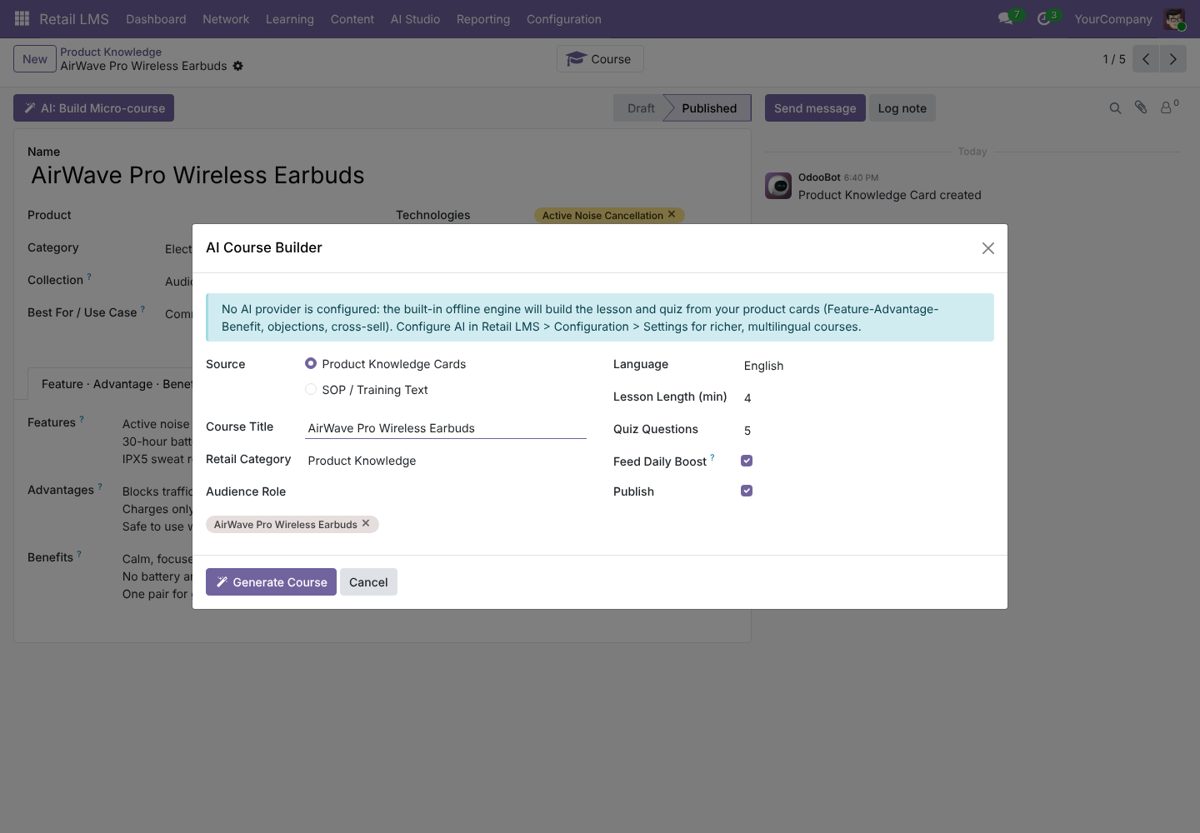 Retail LMS Dashboard Network Learning Content AI Studio Reporting Configuration 7 3 YourCompany
New Product Knowledge
AirWave Pro Wireless Earbuds
Course
1 / 5
AI: Build Micro-course
Draft Published
Send message Log note 0
Name
AirWave Pro Wireless Earbuds
Product
Technologies Active Noise Cancellation ×
Category
Collection ?
Best For / Use Case ?
Feature · Advantage ·
Features ?
Active noise
30-hour
IPX5 sweat
Advantages ?
Blocks
Charges only
Safe to use
Benefits ?
Calm,
No battery
One pair for
Today
OdooBot 6:40 PM
Product Knowledge Card created
AI Course Builder
No AI provider is configured: the built-in offline engine will build the lesson and quiz from your product cards (Feature-Advantage-
Benefit, objections, cross-sell). Configure AI in Retail LMS > Configuration > Settings for richer, multilingual courses.
Source Product Knowledge Cards
SOP / Training Text
Course Title AirWave Pro Wireless Earbuds
Retail Category Product Knowledge
Audience Role
AirWave Pro Wireless Earbuds ×
Language English
Lesson Length (min) 4
Quiz Questions 5
Feed Daily Boost ?
Publish
Generate Course Cancel